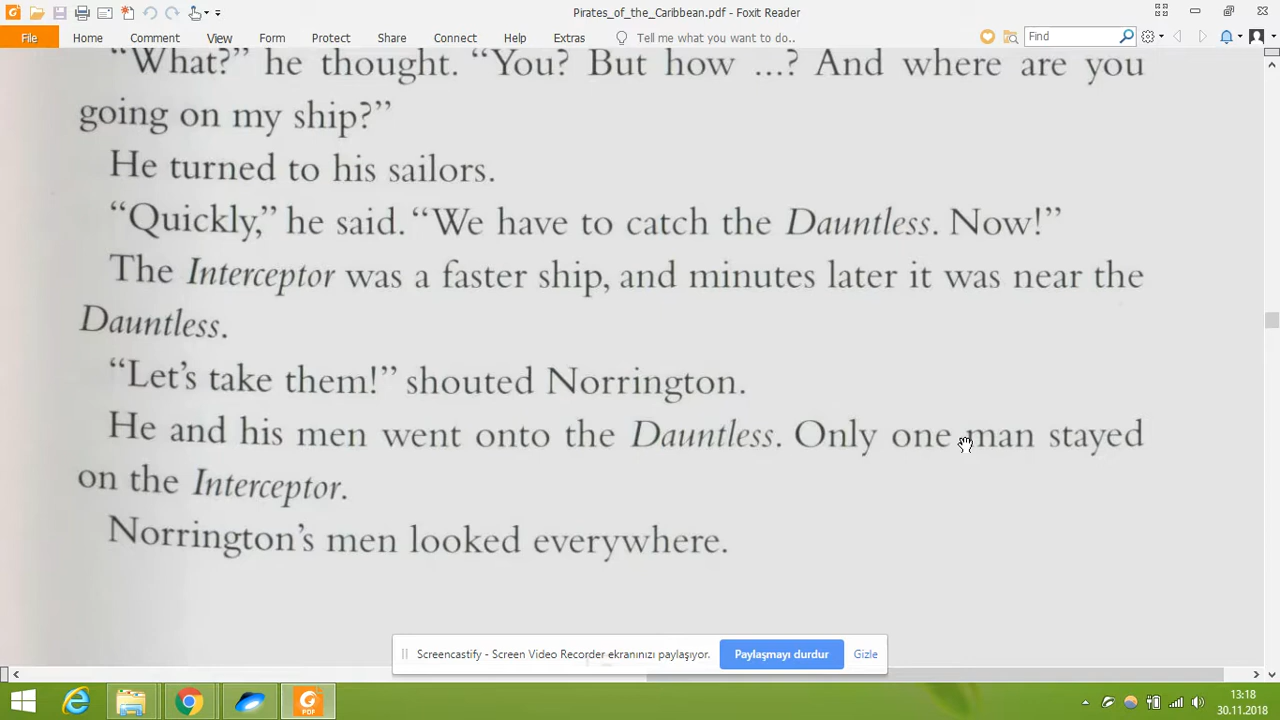 Pirates_of_the_Caribbean.pdf - Foxit Reader
File Home Comment View Form Protect Share Connect Help Extras Tell me what you want to do.. Find
“What?” he thought. “You? But how ...? And where are you
going on my ship?”
He turned to his sailors.
“Quickly,” he said. “We have to catch the Dauntless. Now!”
The Interceptor was a faster ship, and minutes later it was near the
Dauntless.
“Let’s take them!” shouted Norrington.
He and his men went onto the Dauntless. Only one man stayed
on the Interceptor.
Norrington’s men looked everywhere.
Screencastify - Screen Video Recorder ekranınızı paylaşıyor. Paylaşmayı durdur Gizle
PDF
13:18
30.11.2018